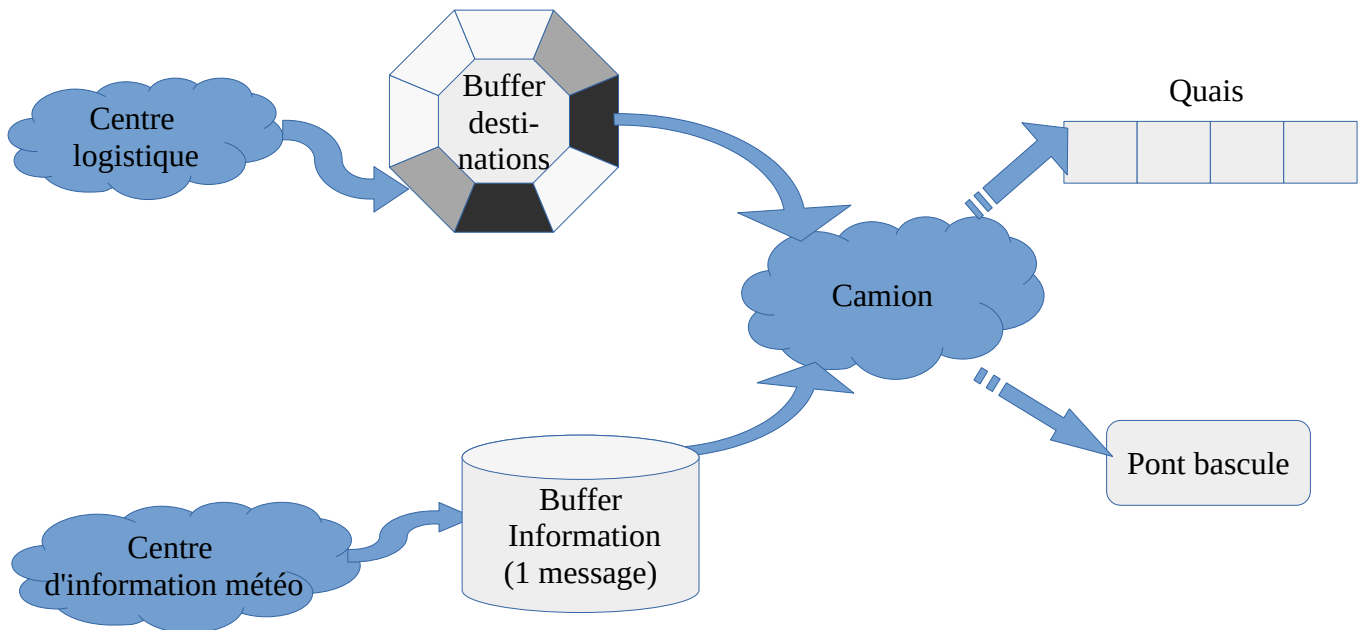 Centre
logistique
Buffer
desti-
nations
Quais
Camion
Pont bascule
Buffer
Information
(1 message)
Centre
d'information météo